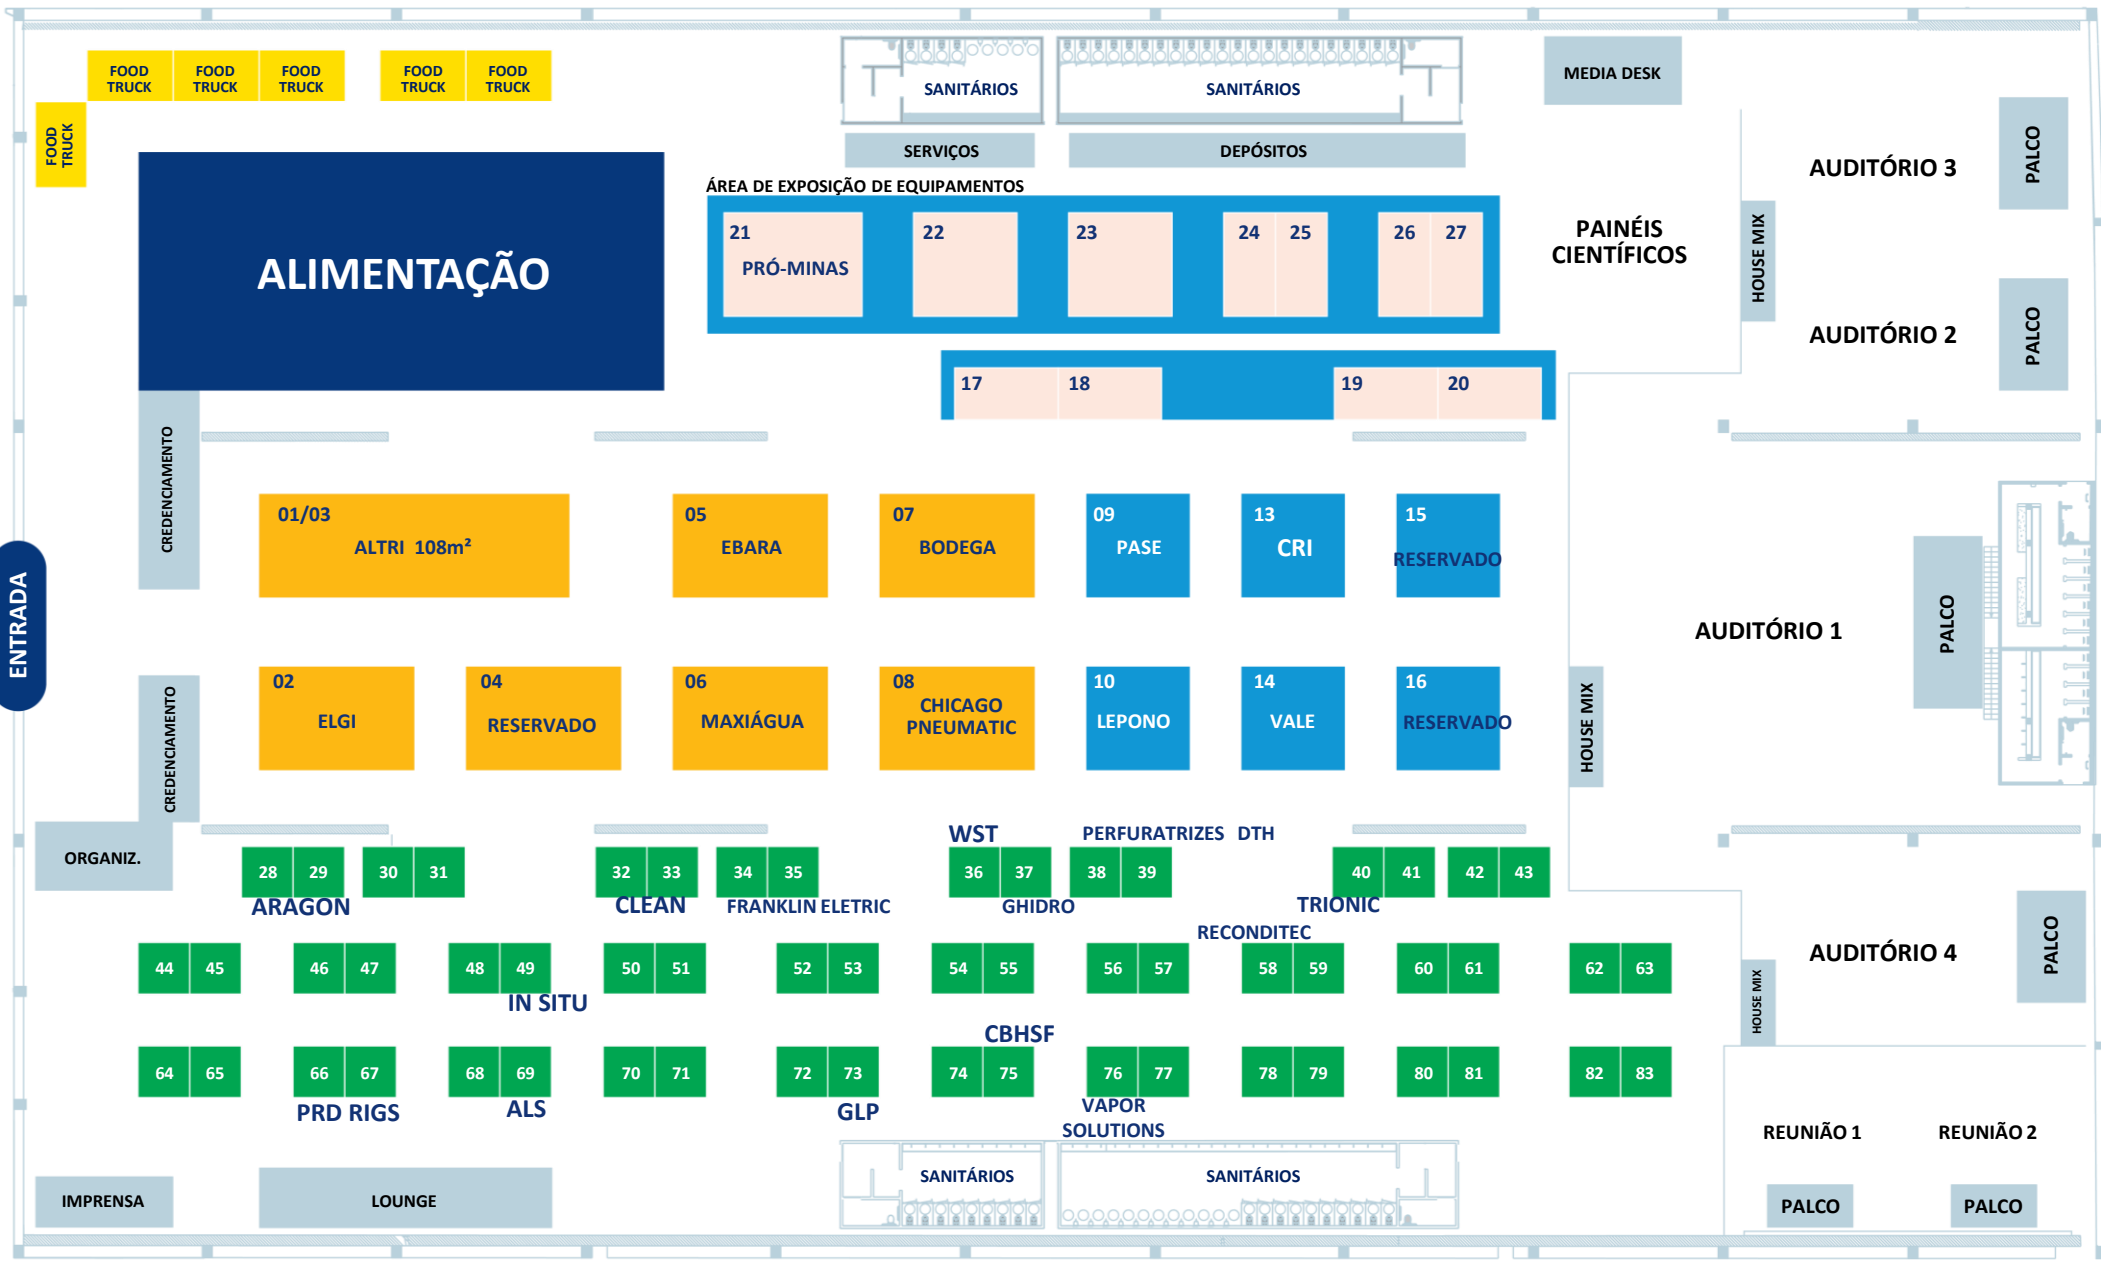 FOOD
TRUCK
FOOD
TRUCK
FOOD
TRUCK
FOOD
TRUCK
FOOD
TRUCK
FOOD
TRUCK
SANITÁRIOS
SANITÁRIOS
MEDIA DESK
SERVIÇOS
DEPÓSITOS
ÁREA DE EXPOSIÇÃO DE EQUIPAMENTOS
ALIMENTAÇÃO
21
PRÓ-MINAS
22
23
24
25
26
27
PAINÉIS
CIENTÍFICOS
HOUSE MIX
AUDITÓRIO 3
PALCO
AUDITÓRIO 2
PALCO
17
18
19
20
CREDENCIAMENTO
ENTRADA
01/03
ALTRI 108m²
05
EBARA
07
BODEGA
09
PASE
13
CRI
15
RESERVADO
AUDITÓRIO 1
PALCO
CREDENCIAMENTO
02
ELGI
04
RESERVADO
06
MAXIÁGUA
08
CHICAGO
PNEUMATIC
10
LEPONO
14
VALE
16
RESERVADO
HOUSE MIX
ORGANIZ.
WST
PERFURATRIZES DTH
28
29
30
31
32
33
34
35
36
37
38
39
40
41
42
43
ARAGON
CLEAN
FRANKLIN ELETRIC
GHIDRO
TRIONIC
RECONDITEC
44
45
46
47
48
49
50
51
52
53
54
55
56
57
58
59
60
61
62
63
IN SITU
CBHSF
HOUSE MIX
AUDITÓRIO 4
PALCO
64
65
66
67
68
69
70
71
72
73
74
75
76
77
78
79
80
81
82
83
PRD RIGS
ALS
GLP
VAPOR
SOLUTIONS
REUNIÃO 1
REUNIÃO 2
IMPRENSA
LOUNGE
SANITÁRIOS
SANITÁRIOS
PALCO
PALCO